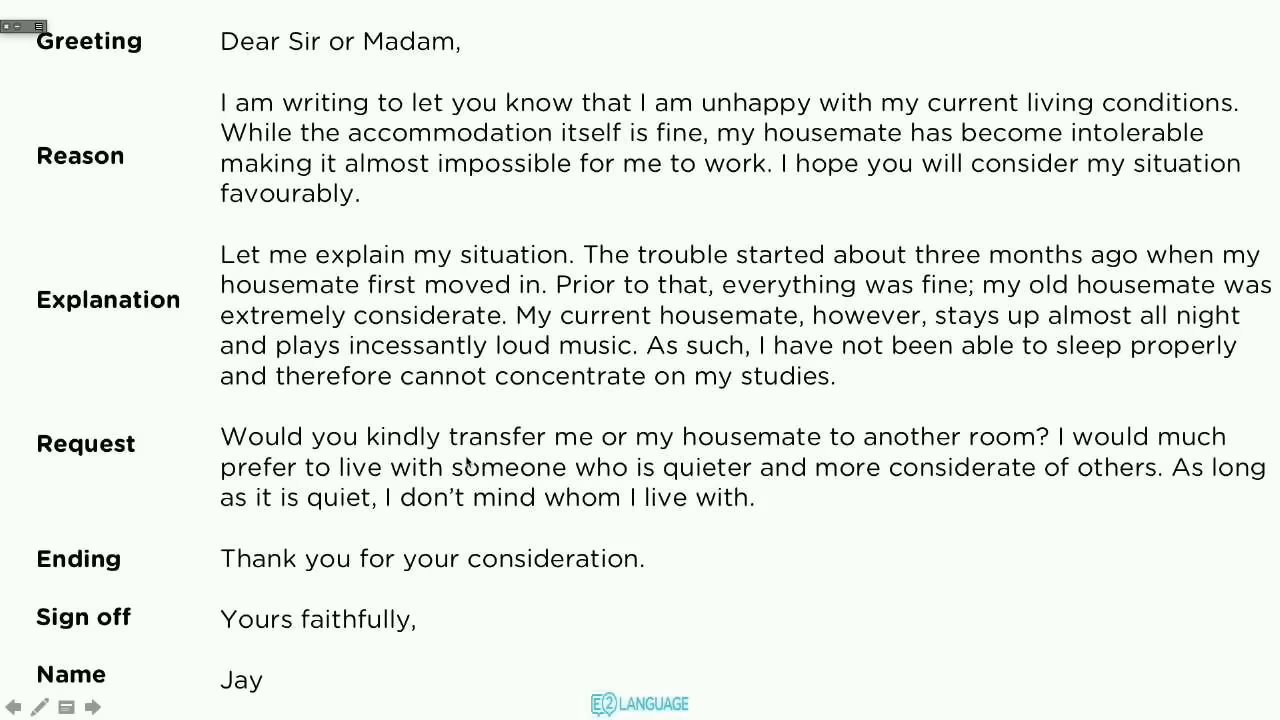 Greeting
Dear Sir or Madam,
Reason
I am writing to let you know that I am unhappy with my current living conditions.
While the accommodation itself is fine, my housemate has become intolerable
making it almost impossible for me to work. I hope you will consider my situation
favourably.
Explanation
Let me explain my situation. The trouble started about three months ago when my
housemate first moved in. Prior to that, everything was fine; my old housemate was
extremely considerate. My current housemate, however, stays up almost all night
and plays incessantly loud music. As such, I have not been able to sleep properly
and therefore cannot concentrate on my studies.
Request
Would you kindly transfer me or my housemate to another room? I would much
prefer to live with someone who is quieter and more considerate of others. As long
as it is quiet, I don’t mind whom I live with.
Ending
Thank you for your consideration.
Sign off
Yours faithfully,
Name
Jay
E2 LANGUAGE